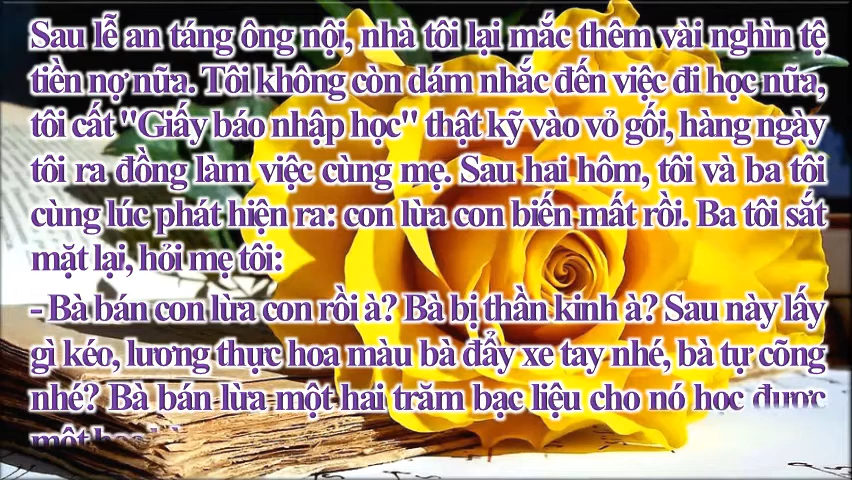 Sau lễ an táng ông nội, nhà tôi lại mắc thêm vài nghìn tệ
tiền nợ nữa. Tôi không còn dám nhắc đến việc đi học nữa,
tôi cất "Giấy báo nhập học" thật kỹ vào vỏ gối, hàng ngày
tôi ra đồng làm việc cùng mẹ. Sau hai hôm, tôi và ba tôi
cùng lúc phát hiện ra: con lừa con biến mất rồi. Ba tôi sắt
mặt lại, hỏi mẹ tôi:
- Bà bán con lừa con rồi à? Bà bị thần kinh à? Sau này lấy
gì kéo, lương thực hoa màu bà đẩy xe tay nhé, bà tự cõng
nhé? Bà bán lừa một hai trăm bạc liệu cho nó học được
một